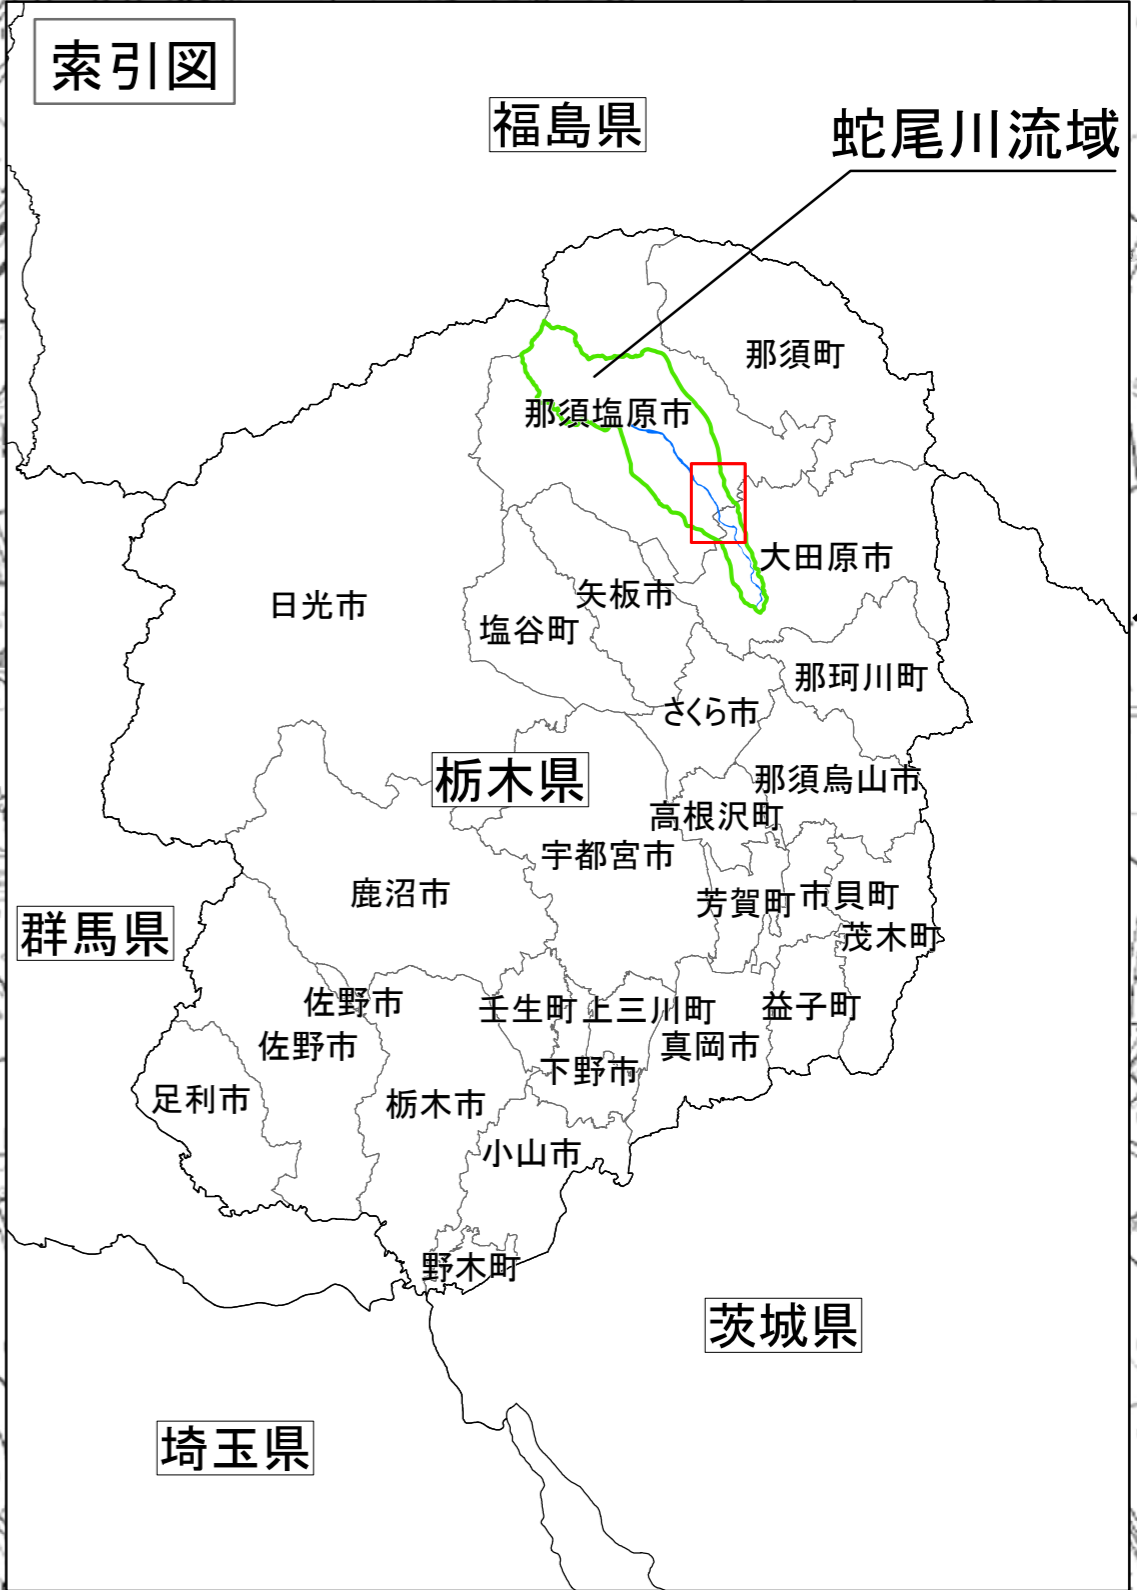 索引図
福島県
蛇尾川流域
那須町
那須塩原市
大田原市
矢板市
日光市
塩谷町
那珂川町
さくら市
栃木県
那須烏山市
高根沢町
宇都宮市
鹿沼市
芳賀町
市貝町
群馬県
茂木町
佐野市
壬生町
上三川町
益子町
佐野市
真岡市
下野市
足利市
栃木市
小山市
野木町
茨城県
埼玉県